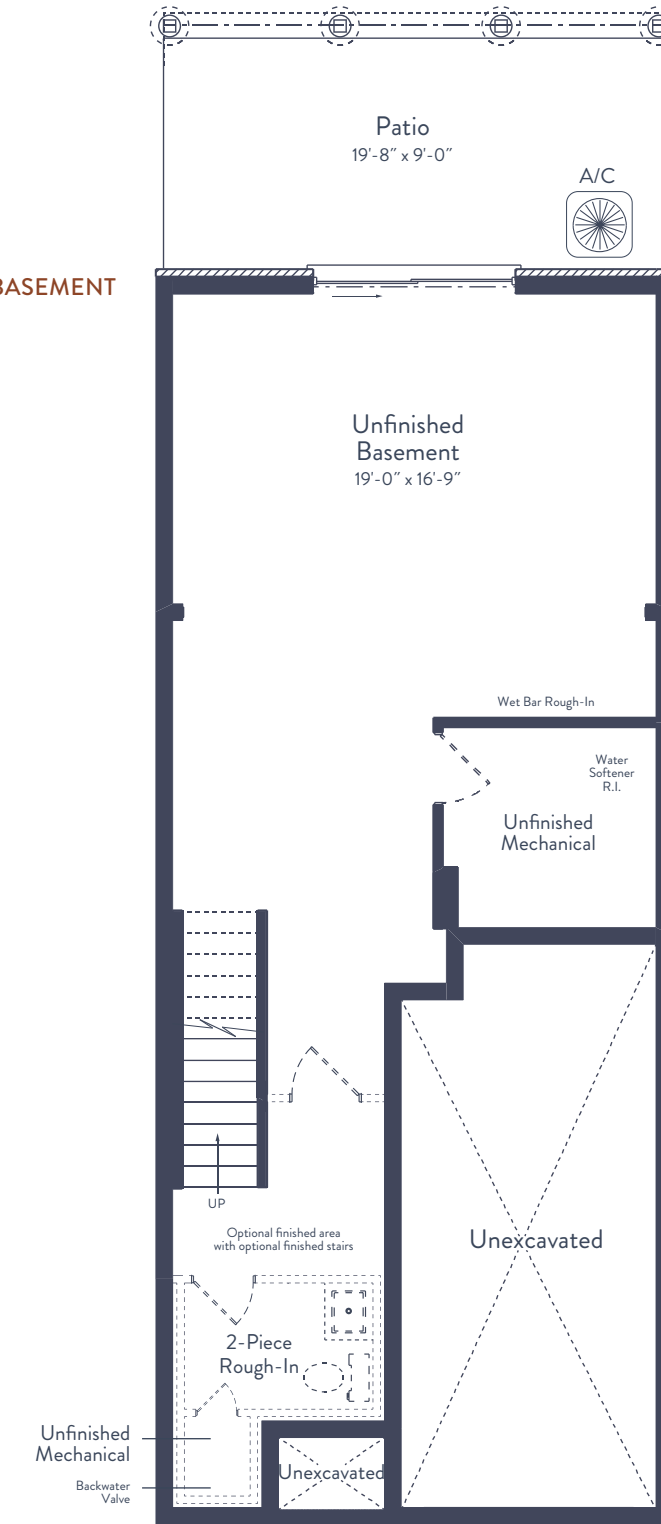 Patio
19'-8" x 9'-0"
A/C
BASEMENT
Unfinished
Basement
19'-0" x 16'-9"
Wet Bar Rough-In
Water
Softener
R.I.
Unfinished
Mechanical
UP
Optional finished area
with optional finished stairs
Unexcavated
2-Piece
Rough-In
Unfinished
Mechanical
Unexcavated
Backwater
Valve